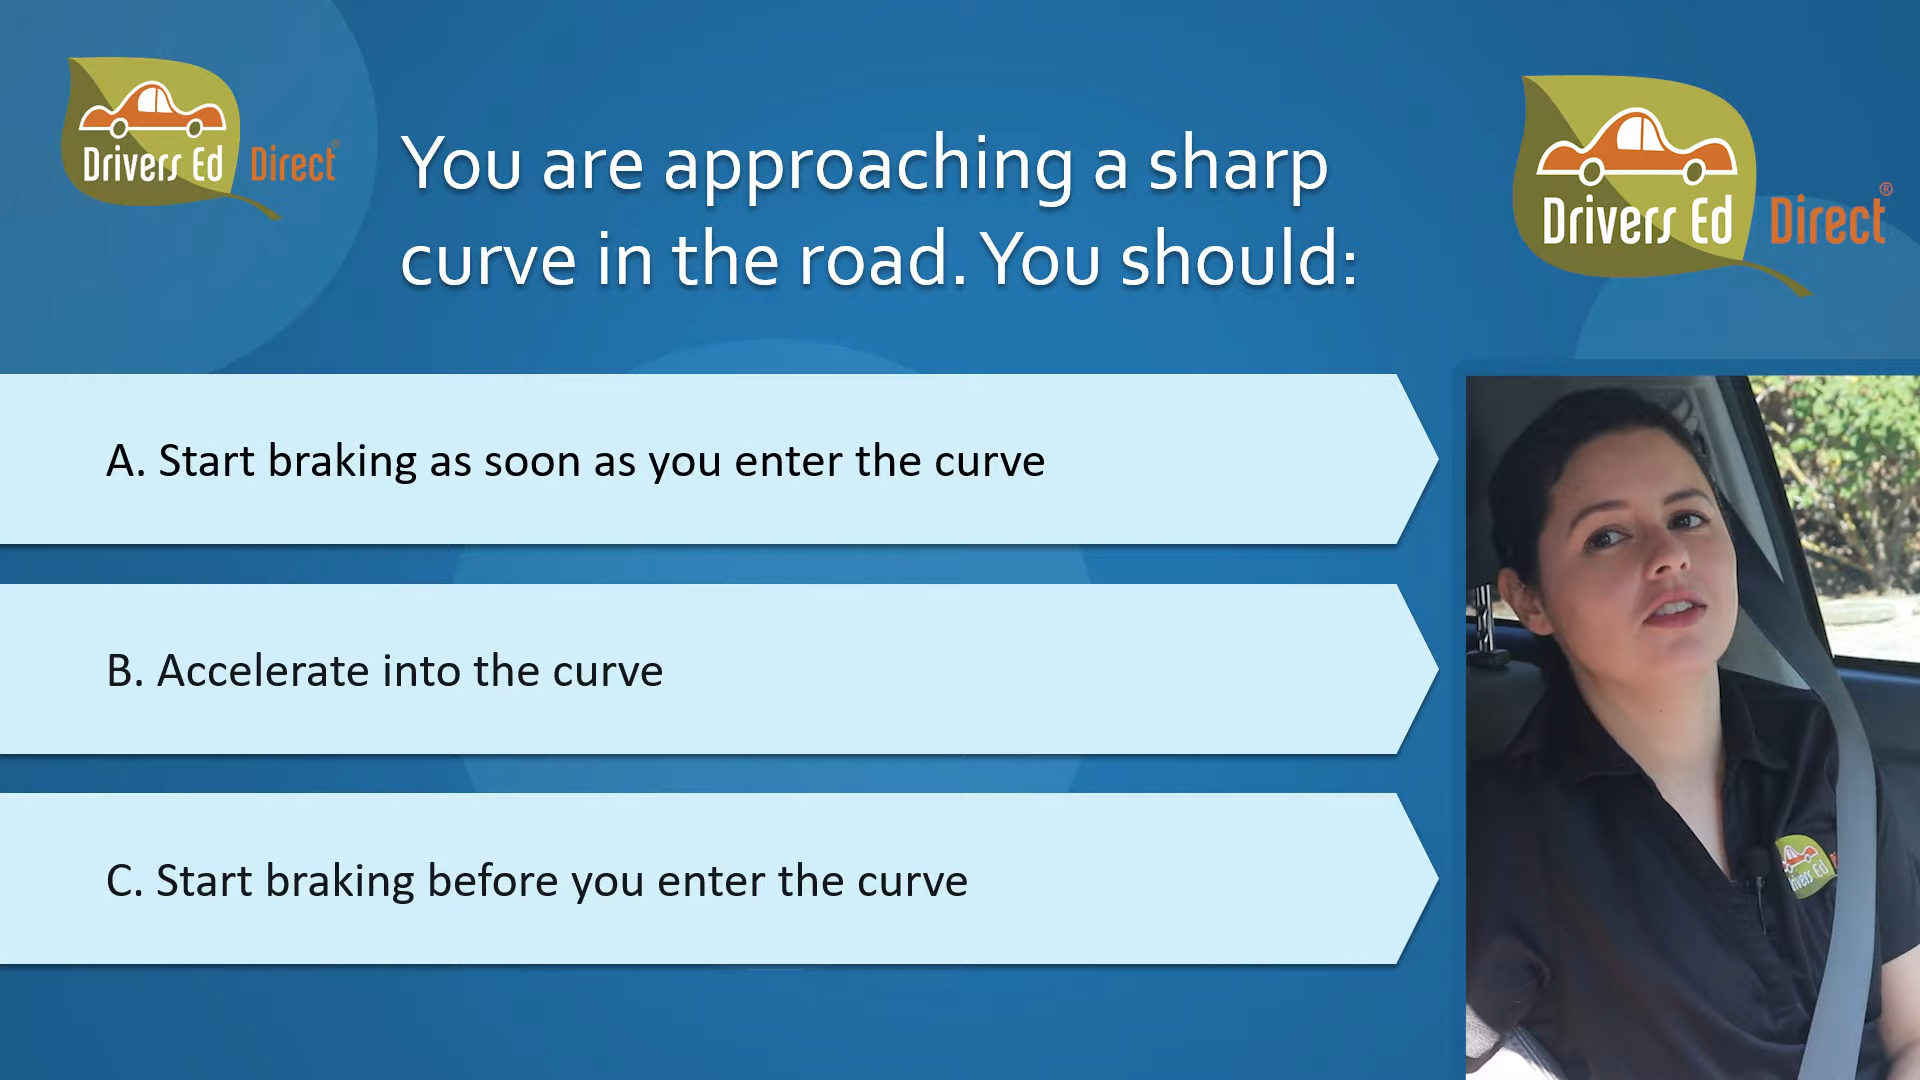 Drivers Ed Direct
You are approaching a sharp
curve in the road. You should:
Drivers Ed Direct®
A. Start braking as soon as you enter the curve
B. Accelerate into the curve
C. Start braking before you enter the curve